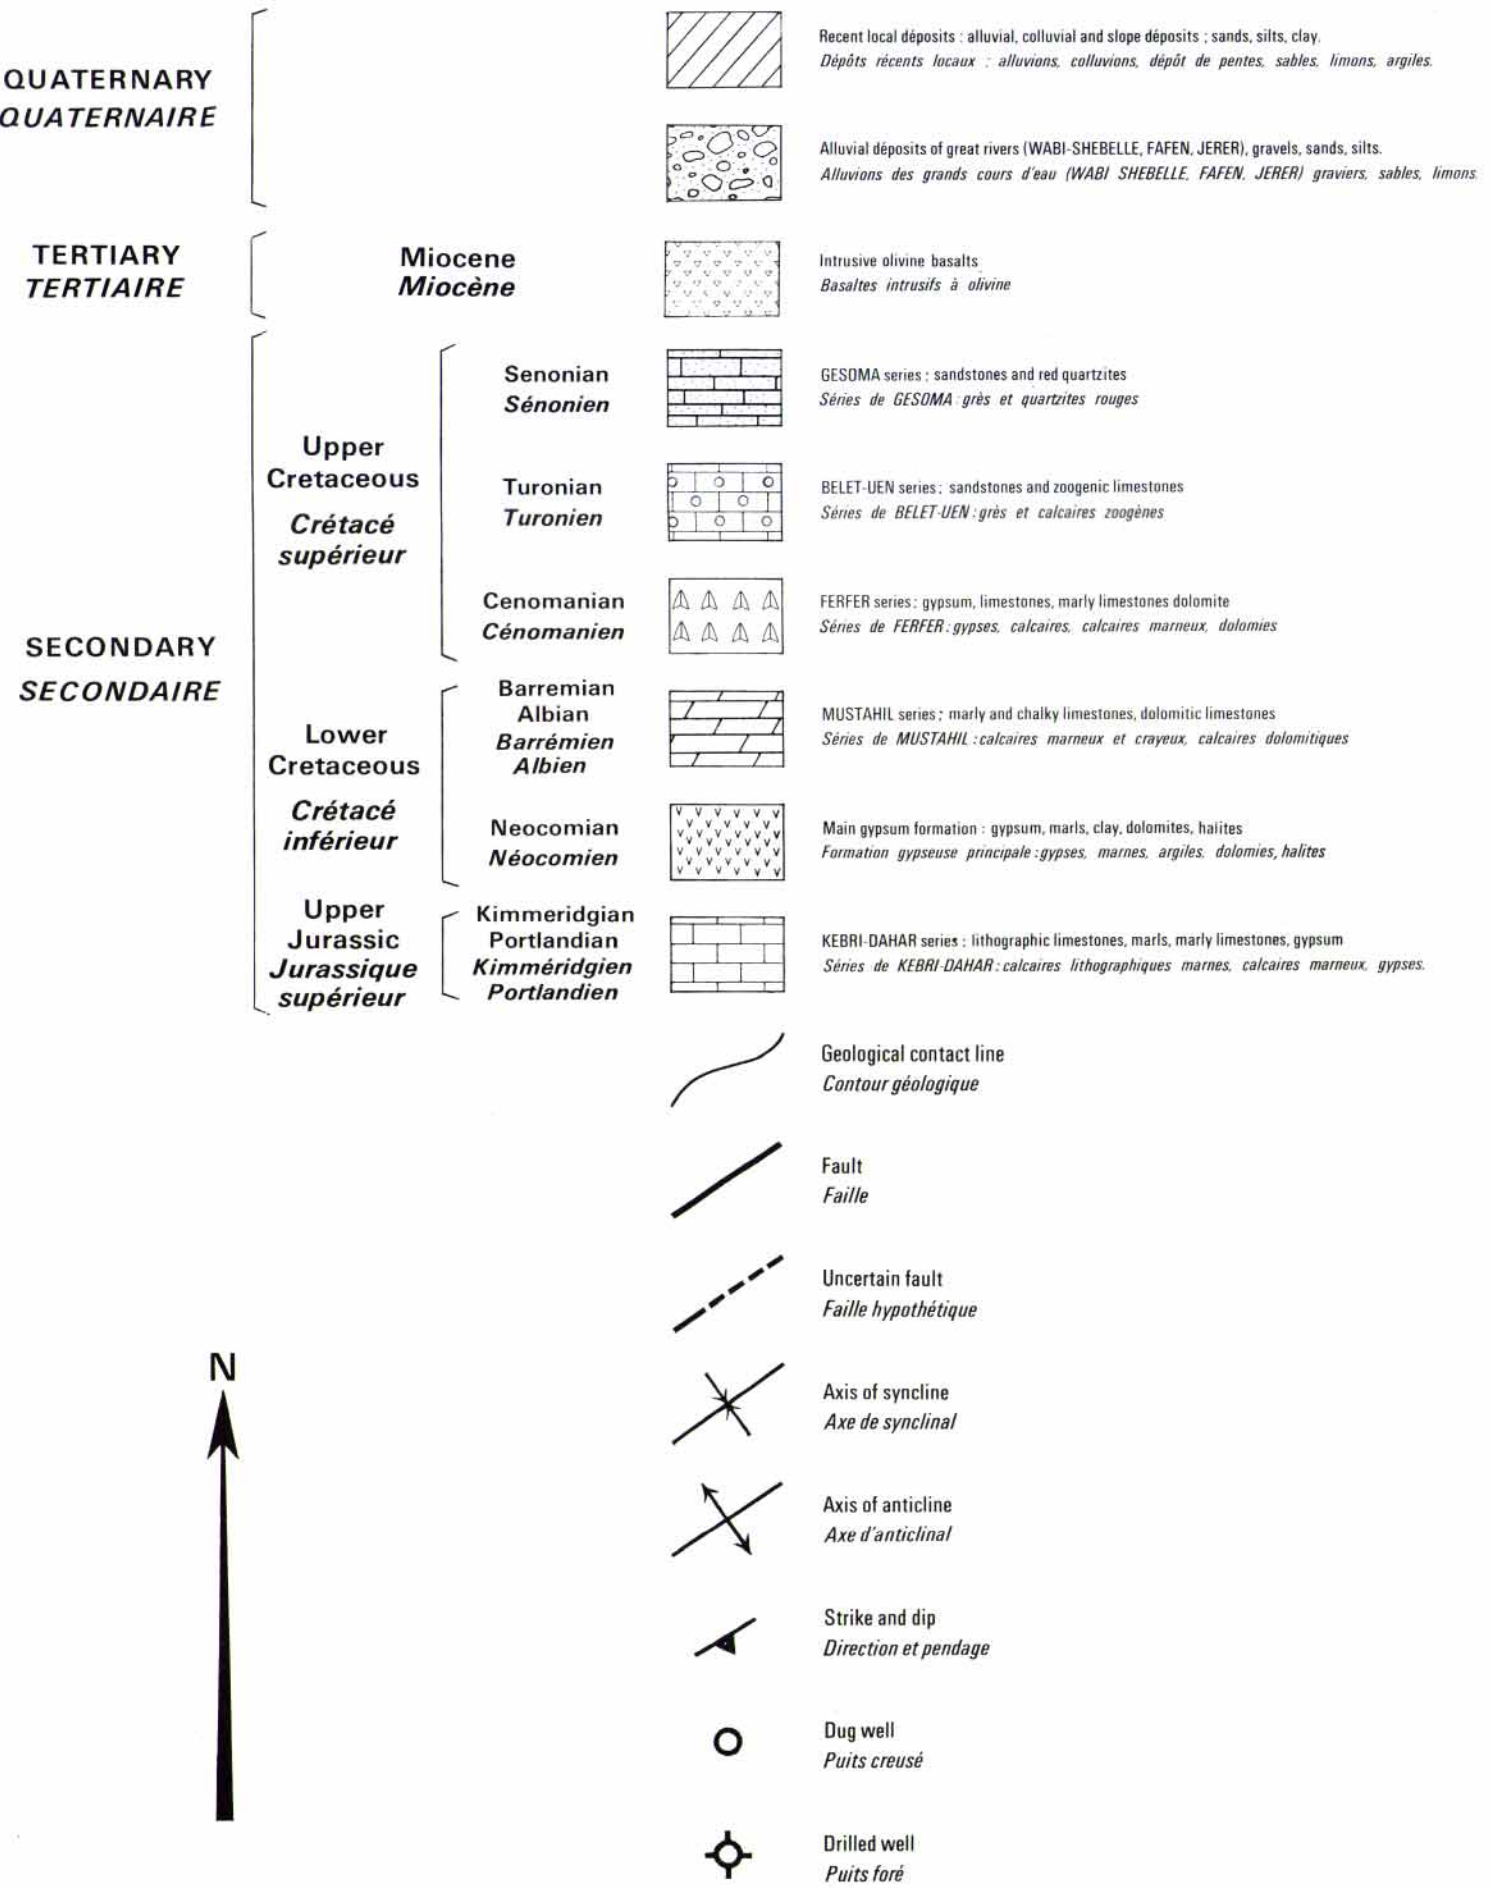 QUATERNARY
QUATERNAIRE
Recent local déposits : alluvial, colluvial and slope déposits ; sands, silts, clay.
Dépôts récents locaux : alluvions, colluvions, dépôt de pentes, sables, limons, argiles.
Alluvial déposits of great rivers (WABI-SHEBELLE, FAFEN, JERER), gravels, sands, silts.
Alluvions des grands cours d'eau (WABI SHEBELLE, FAFEN, JERER) graviers, sables, limons.
TERTIARY
TERTIAIRE
Miocene
Miocène
Intrusive olivine basalts
Basaltes intrusifs à olivine
SECONDARY
SECONDAIRE
Upper
Cretaceous
Crétacé
supérieur
Senonian
Sénonien
GESOMA series : sandstones and red quartzites
Séries de GESOMA : grès et quartzites rouges
Turonian
Turonien
BELET-UEN series ; sandstones and zoogenic limestones
Séries de BELET-UEN : grès et calcaires zoogènes
Cenomanian
Cénomanien
FERFER series : gypsum, limestones, marly limestones dolomite
Séries de FERFER : gypses, calcaires, calcaires marneux, dolomies
Lower
Cretaceous
Crétacé
inférieur
Barremian
Albian
Barrémien
Albien
MUSTAHIL series ; marly and chalky limestones, dolomitic limestones
Séries de MUSTAHIL : calcaires marneux et crayeux, calcaires dolomitiques
Neocomian
Néocomien
Main gypsum formation : gypsum, marls, clay, dolomites, halites
Formation gypseuse principale : gypses, marnes, argiles, dolomies, halites
Upper
Jurassic
Jurassique
supérieur
Kimmeridgian
Portlandian
Kimméridgien
Portlandien
KEBRI-DAHAR series : lithographic limestones, marls, marly limestones, gypsum
Séries de KEBRI-DAHAR : calcaires lithographiques marnes, calcaires marneux, gypses.
Geological contact line
Contour géologique
Fault
Faille
Uncertain fault
Faille hypothétique
N
Axis of syncline
Axe de synclinal
Axis of anticline
Axe d'anticlinal
Strike and dip
Direction et pendage
Dug well
Puits creusé
Drilled well
Puits foré